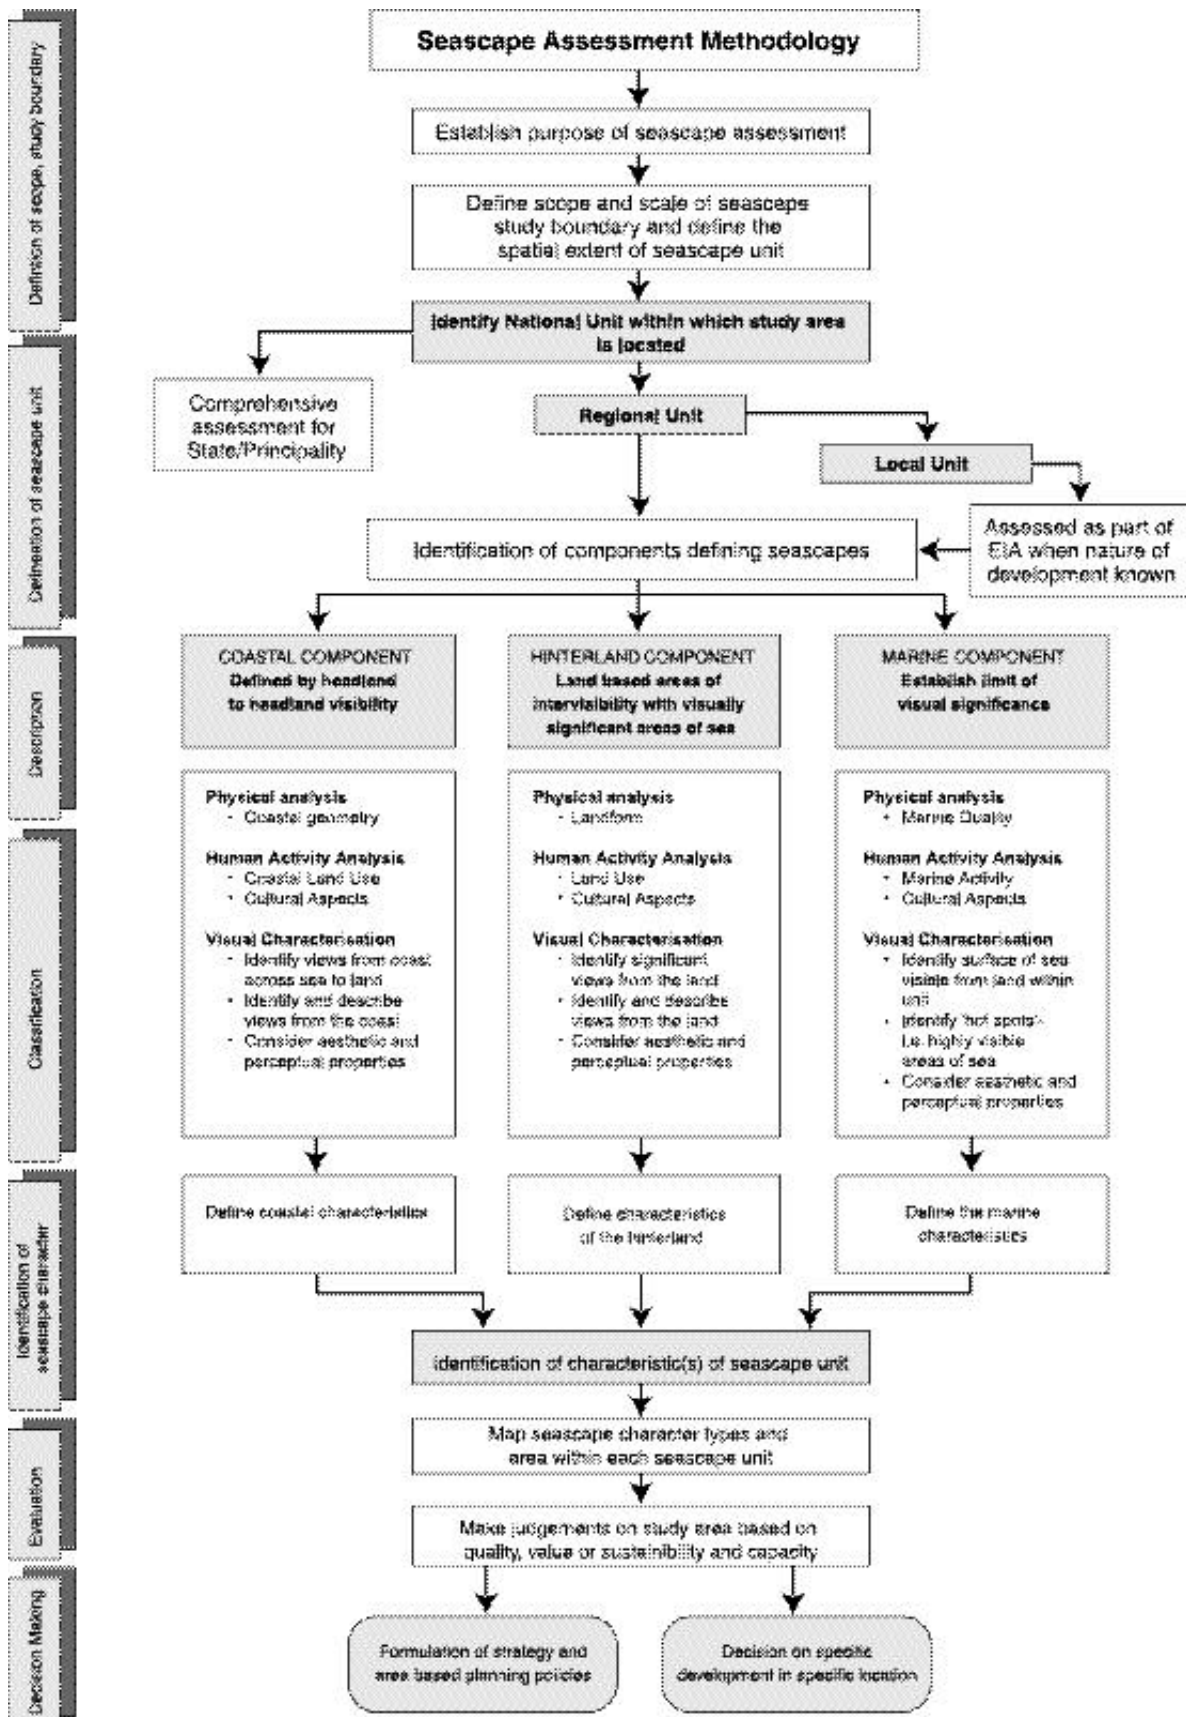 Seascape Assessment Methodology
Establish purpose of seascape assessment
Define scope and scale of seascape
study boundary and define the
spatial extent of seascape unit
Identify National Unit within which study area
is located
Comprehensive
assessment for
State/Principality
Regional Unit
Local Unit
Assessed as part of
EIA when nature of
development known
Identification of components defining seascapes
COASTAL COMPONENT
Defined by headland
to headland visibility
HINTERLAND COMPONENT
Land based areas of
intervisibility with visually
significant areas of sea
MARINE COMPONENT
Establish limit of
visual significance
Physical analysis
• Coastal geometry
Human Activity Analysis
• Coastal Land Use
• Cultural Aspects
Visual Characterisation
• Identify views from coast
across sea to land
• Identify and describe
views from the coast
• Consider aesthetic and
perceptual properties
Physical analysis
• Landform
Human Activity Analysis
• Land Use
• Cultural Aspects
Visual Characterisation
• Identify significant
views from the land
• Identify and describe
views from the land
• Consider aesthetic and
perceptual properties
Physical analysis
• Marine Quality
Human Activity Analysis
• Marine Activity
• Cultural Aspects
Visual Characterisation
• Identify surface of sea
visible from land within
unit
• Identify 'hot spots'-
i.e. highly visible
areas of sea
• Consider aesthetic and
perceptual properties
Define coastal characteristics
Define characteristics
of the hinterland
Define the marine
characteristics
Identification of characteristic(s) of seascape unit
Map seascape character types and
area within each seascape unit
Make judgements on study area based on
quality, value or sustainibility and capacity
Formulation of strategy and
area based planning policies
Decision on specific
development in specific location
Definition of scope, study boundary
Defineation of seascape unit
Description
Classification
Identification of
seascape character
Evaluation
Decision Making